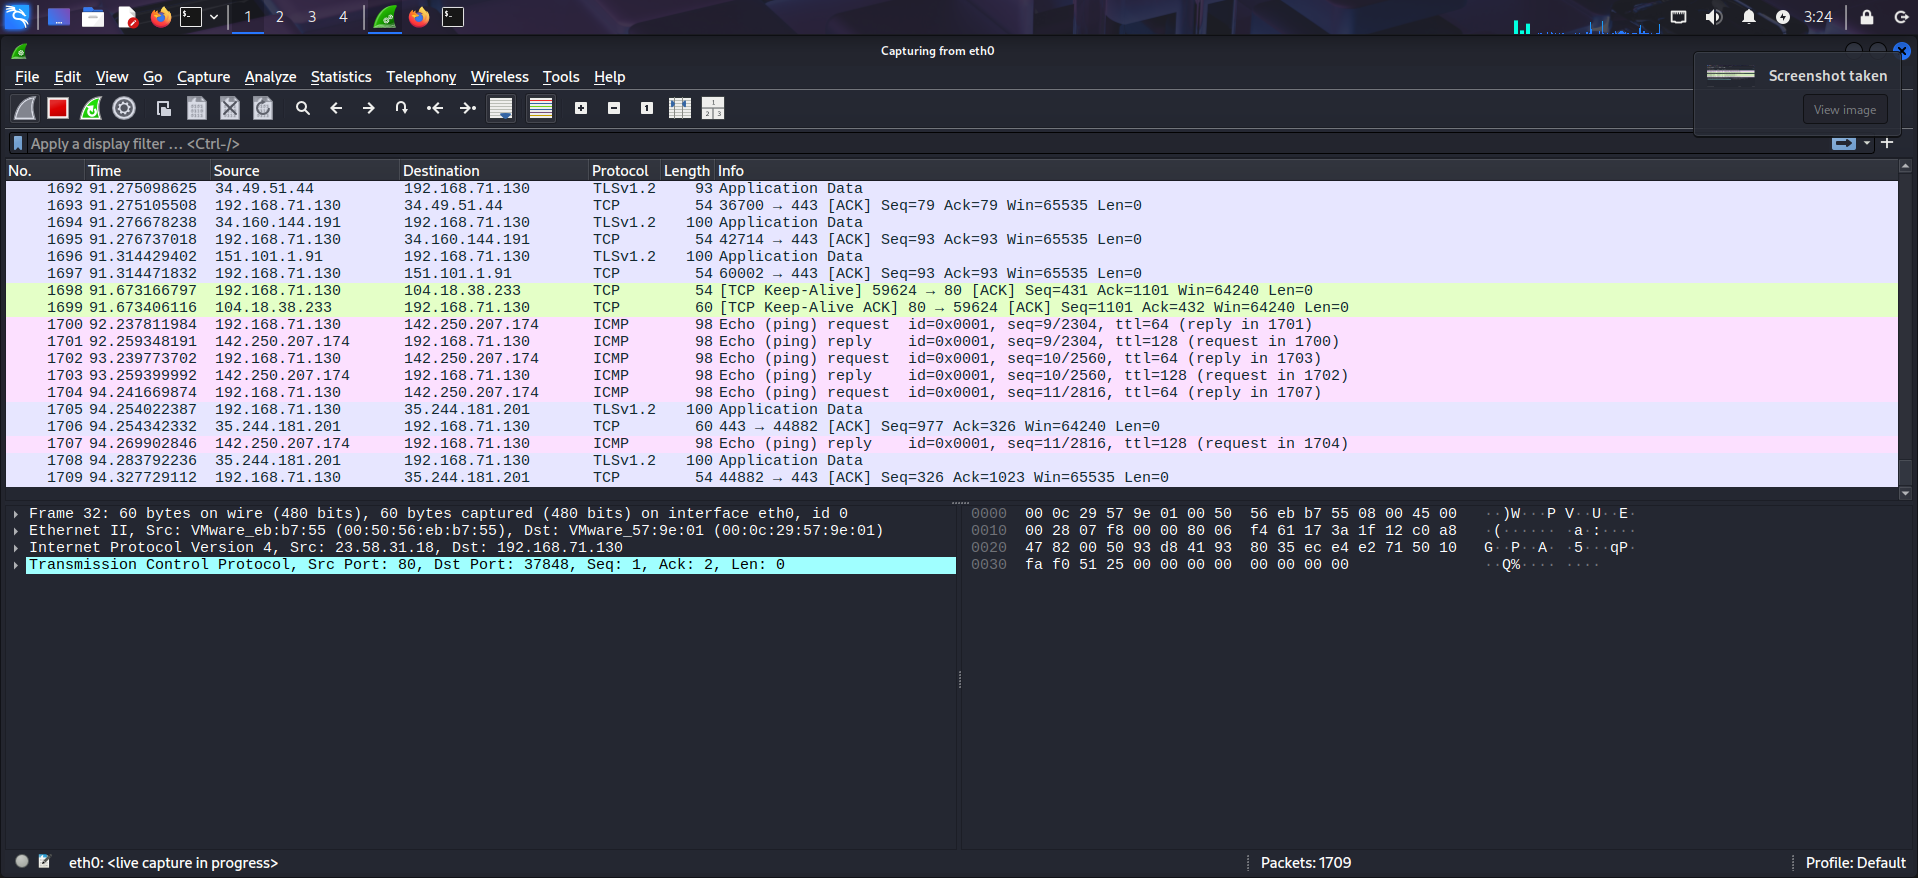 1 2 3 4 3:24
Capturing from eth0
File Edit View Go Capture Analyze Statistics Telephony Wireless Tools Help
Screenshot taken
View image
Apply a display filter … <Ctrl-/>
No. Time Source Destination Protocol Length Info
1692 91.275098625 34.49.51.44 192.168.71.130 TLSv1.2 93 Application Data
1693 91.275105508 192.168.71.130 34.49.51.44 TCP 54 36700 → 443 [ACK] Seq=79 Ack=79 Win=65535 Len=0
1694 91.276678238 34.160.144.191 192.168.71.130 TLSv1.2 100 Application Data
1695 91.276737018 192.168.71.130 34.160.144.191 TCP 54 42714 → 443 [ACK] Seq=93 Ack=93 Win=65535 Len=0
1696 91.314429402 151.101.1.91 192.168.71.130 TLSv1.2 100 Application Data
1697 91.314471832 192.168.71.130 151.101.1.91 TCP 54 60002 → 443 [ACK] Seq=93 Ack=93 Win=65535 Len=0
1698 91.673166797 192.168.71.130 104.18.38.233 TCP 54 [TCP Keep-Alive] 59624 → 80 [ACK] Seq=431 Ack=1101 Win=64240 Len=0
1699 91.673406116 104.18.38.233 192.168.71.130 TCP 60 [TCP Keep-Alive ACK] 80 → 59624 [ACK] Seq=1101 Ack=432 Win=64240 Len=0
1700 92.237811984 192.168.71.130 142.250.207.174 ICMP 98 Echo (ping) request id=0x0001, seq=9/2304, ttl=64 (reply in 1701)
1701 92.259348191 142.250.207.174 192.168.71.130 ICMP 98 Echo (ping) reply id=0x0001, seq=9/2304, ttl=128 (request in 1700)
1702 93.239773702 192.168.71.130 142.250.207.174 ICMP 98 Echo (ping) request id=0x0001, seq=10/2560, ttl=64 (reply in 1703)
1703 93.259399992 142.250.207.174 192.168.71.130 ICMP 98 Echo (ping) reply id=0x0001, seq=10/2560, ttl=128 (request in 1702)
1704 94.241669874 192.168.71.130 142.250.207.174 ICMP 98 Echo (ping) request id=0x0001, seq=11/2816, ttl=64 (reply in 1707)
1705 94.254022387 192.168.71.130 35.244.181.201 TLSv1.2 100 Application Data
1706 94.254342332 35.244.181.201 192.168.71.130 TCP 60 443 → 44882 [ACK] Seq=977 Ack=326 Win=64240 Len=0
1707 94.269902846 142.250.207.174 192.168.71.130 ICMP 98 Echo (ping) reply id=0x0001, seq=11/2816, ttl=128 (request in 1704)
1708 94.283792236 35.244.181.201 192.168.71.130 TLSv1.2 100 Application Data
1709 94.327729112 192.168.71.130 35.244.181.201 TCP 54 44882 → 443 [ACK] Seq=326 Ack=1023 Win=65535 Len=0
Frame 32: 60 bytes on wire (480 bits), 60 bytes captured (480 bits) on interface eth0, id 0
Ethernet II, Src: VMware_eb:b7:55 (00:50:56:eb:b7:55), Dst: VMware_57:9e:01 (00:0c:29:57:9e:01)
Internet Protocol Version 4, Src: 23.58.31.18, Dst: 192.168.71.130
Transmission Control Protocol, Src Port: 80, Dst Port: 37848, Seq: 1, Ack: 2, Len: 0
0000 00 0c 29 57 9e 01 00 50 56 eb b7 55 08 00 45 00 ··)W···P V··U··E·
0010 00 28 07 f8 00 00 80 06 f4 61 17 3a 1f 12 c0 a8 ·(······ ·a·:····
0020 47 82 00 50 93 d8 41 93 80 35 ec e4 e2 71 50 10 G··P··A· ·5···qP·
0030 fa f0 51 25 00 00 00 00 00 00 00 00 ··Q%···· ····
eth0: <live capture in progress> Packets: 1709 Profile: Default